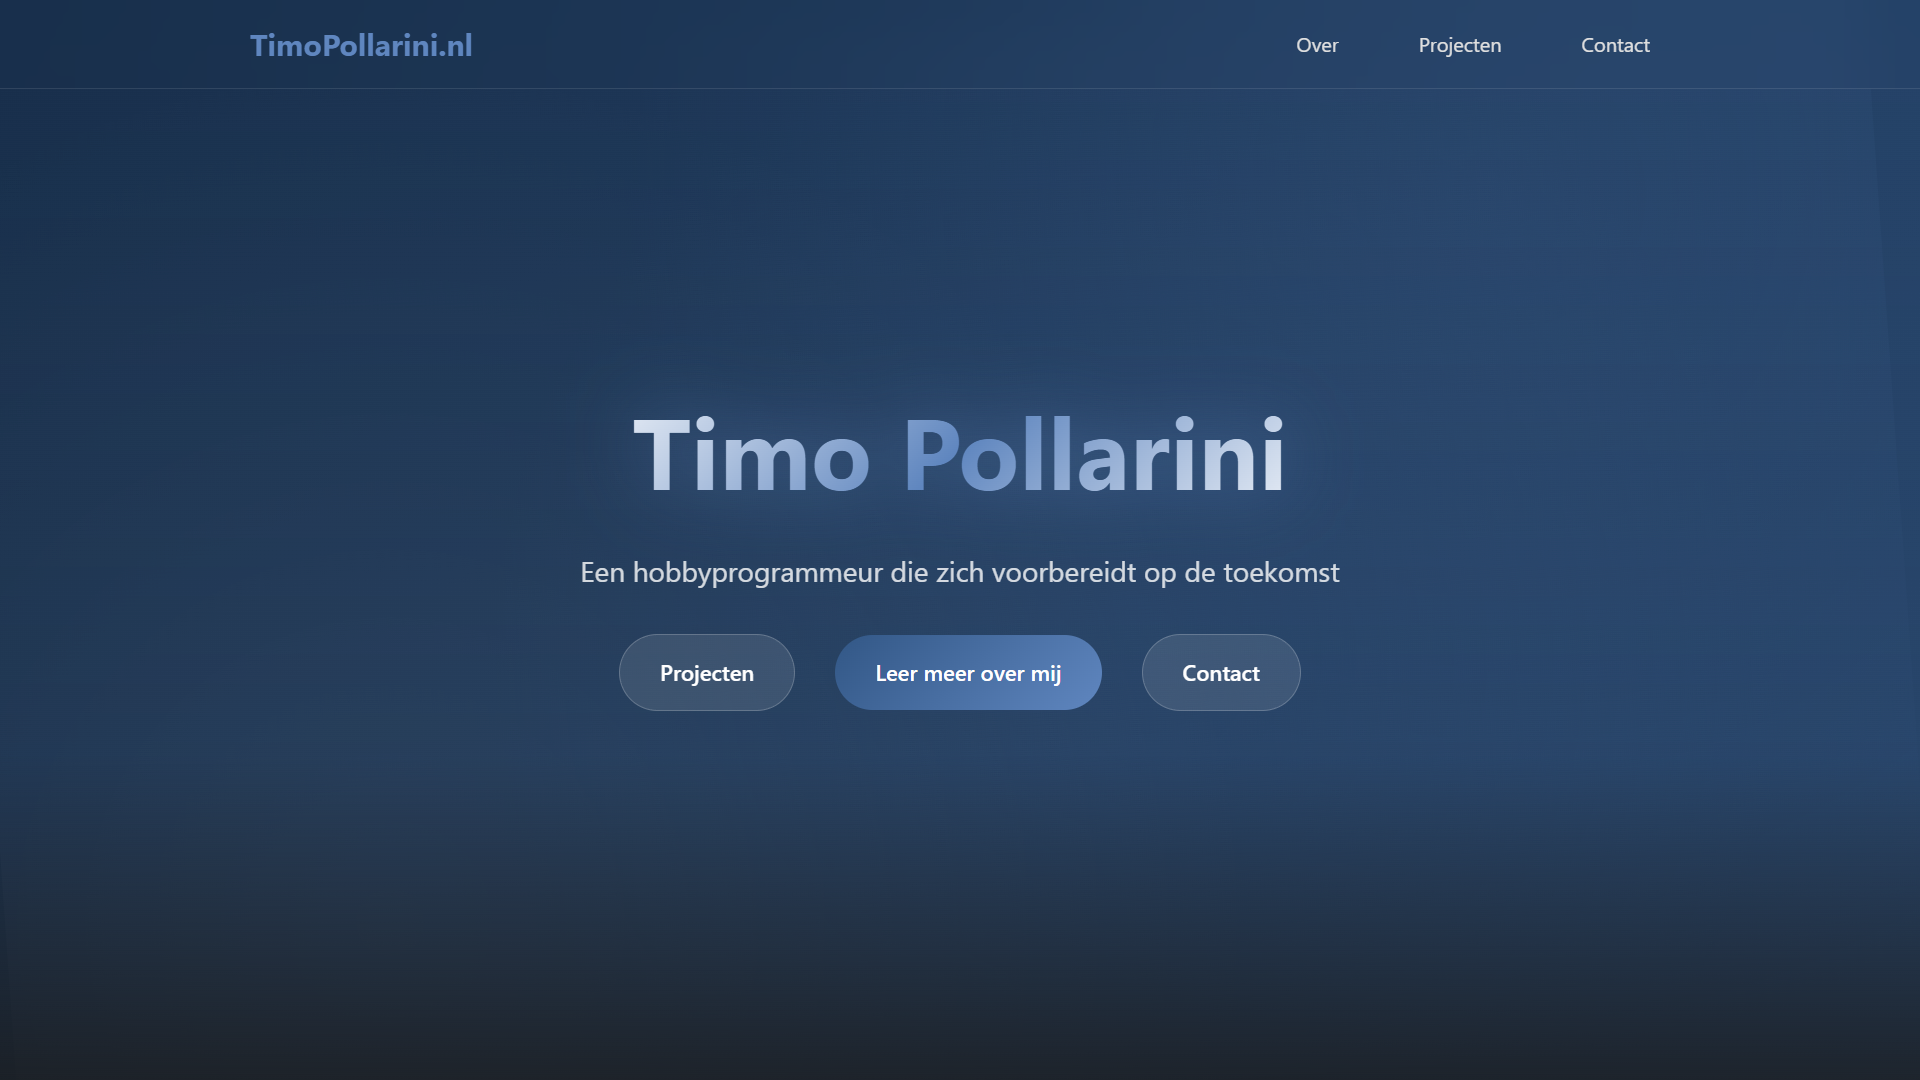 TimoPollarini.nl
Over
Projecten
Contact
Timo Pollarini
Een hobbyprogrammeur die zich voorbereidt op de toekomst
Projecten
Leer meer over mij
Contact